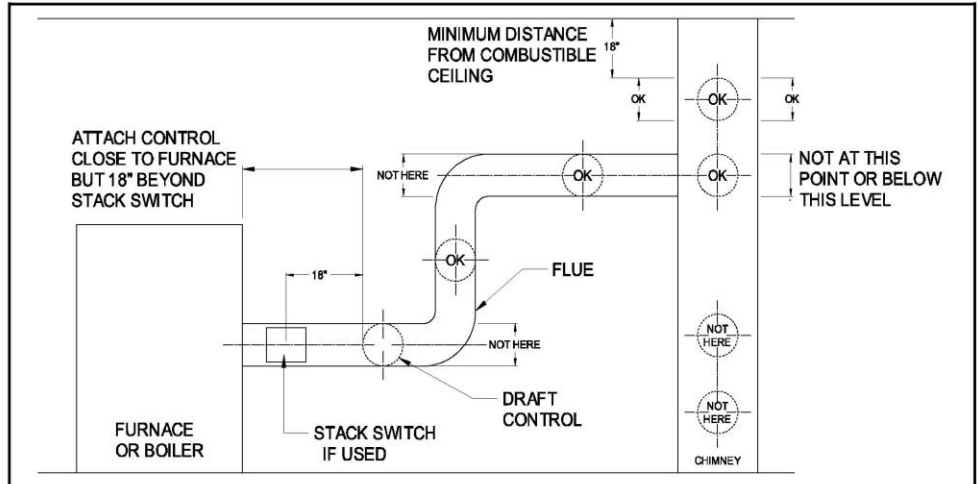 MINIMUM DISTANCE
FROM COMBUSTIBLE
CEILING
18"
OK
OK
OK
ATTACH CONTROL
CLOSE TO FURNACE
BUT 18" BEYOND
STACK SWITCH
NOT HERE
OK
OK
NOT AT THIS
POINT OR BELOW
THIS LEVEL
OK
18"
FLUE
NOT HERE
NOT
HERE
DRAFT
CONTROL
NOT
HERE
FURNACE
OR BOILER
STACK SWITCH
IF USED
CHIMNEY